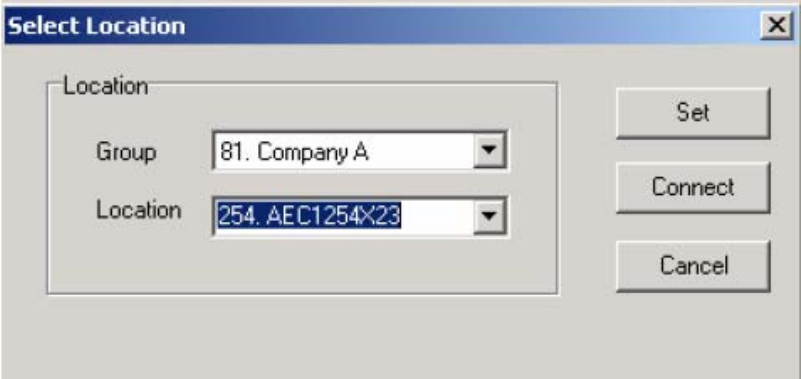 Select Location
Location
Group 81. Company A
Location 254. AEC1254X23
Set
Connect
Cancel